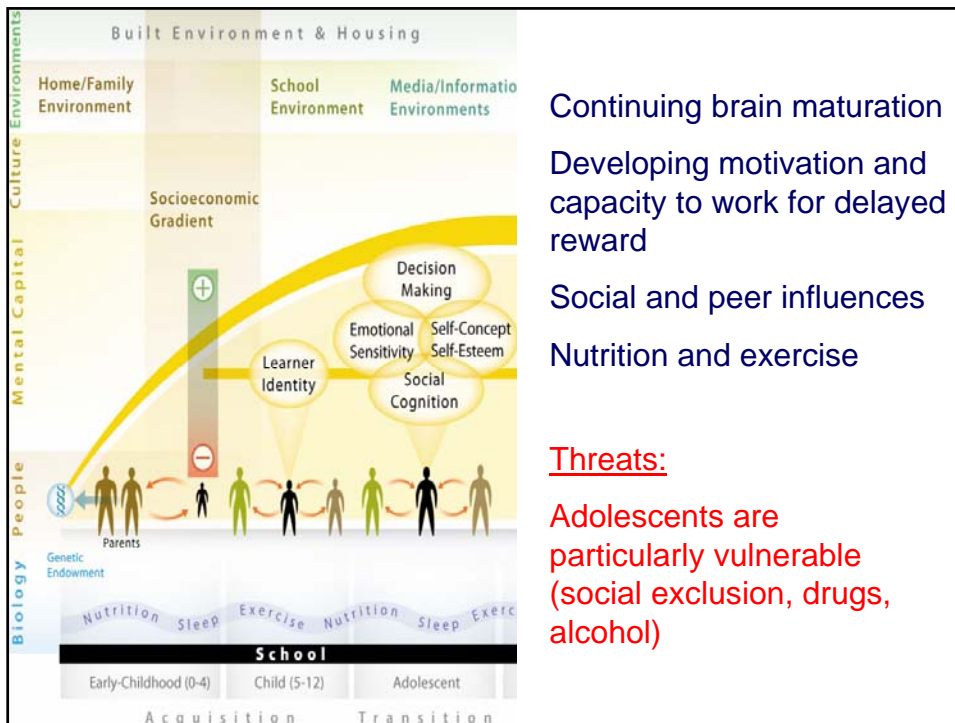 Built Environment & Housing
Culture Environments
Home/Family
Environment
School
Environment
Media/Informatio
Environments
Socioeconomic
Gradient
Mental Capital
Decision
Making
Emotional
Sensitivity
Self-Concept
Self-Esteem
Learner
Identity
Social
Cognition
People
Parents
Genetic
Endowment
Biology
Nutrition Sleep Exercise Nutrition Sleep Exerc
School
Early-Childhood (0-4) Child (5-12) Adolescent
Acquisition Transition
Continuing brain maturation
Developing motivation and
capacity to work for delayed
reward
Social and peer influences
Nutrition and exercise
Threats:
Adolescents are
particularly vulnerable
(social exclusion, drugs,
alcohol)